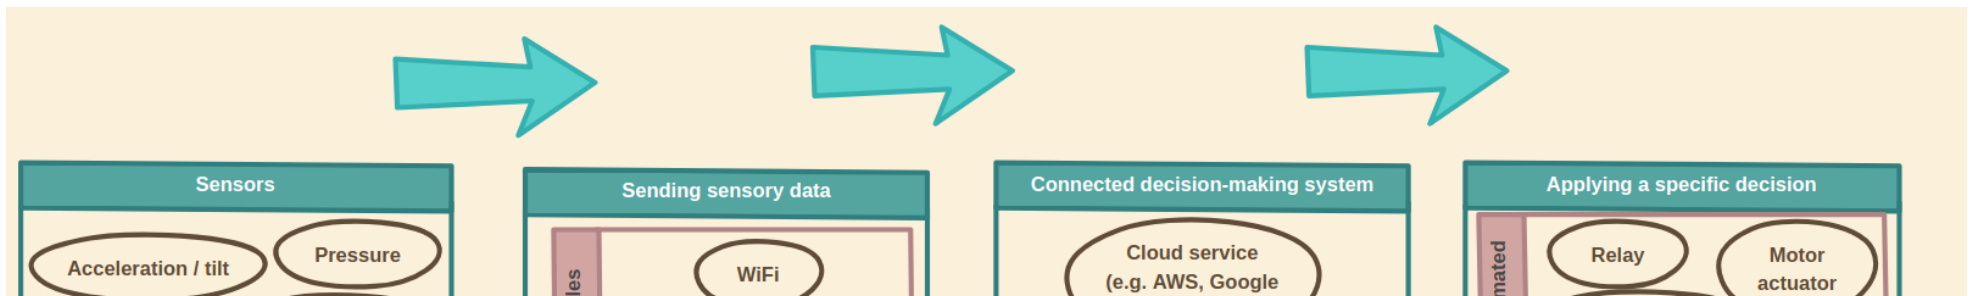 Sensors
Sending sensory data
Connected decision-making system
Applying a specific decision
Acceleration / tilt
Pressure
WiFi
Cloud service
(e.g. AWS, Google
Relay
Motor
actuator